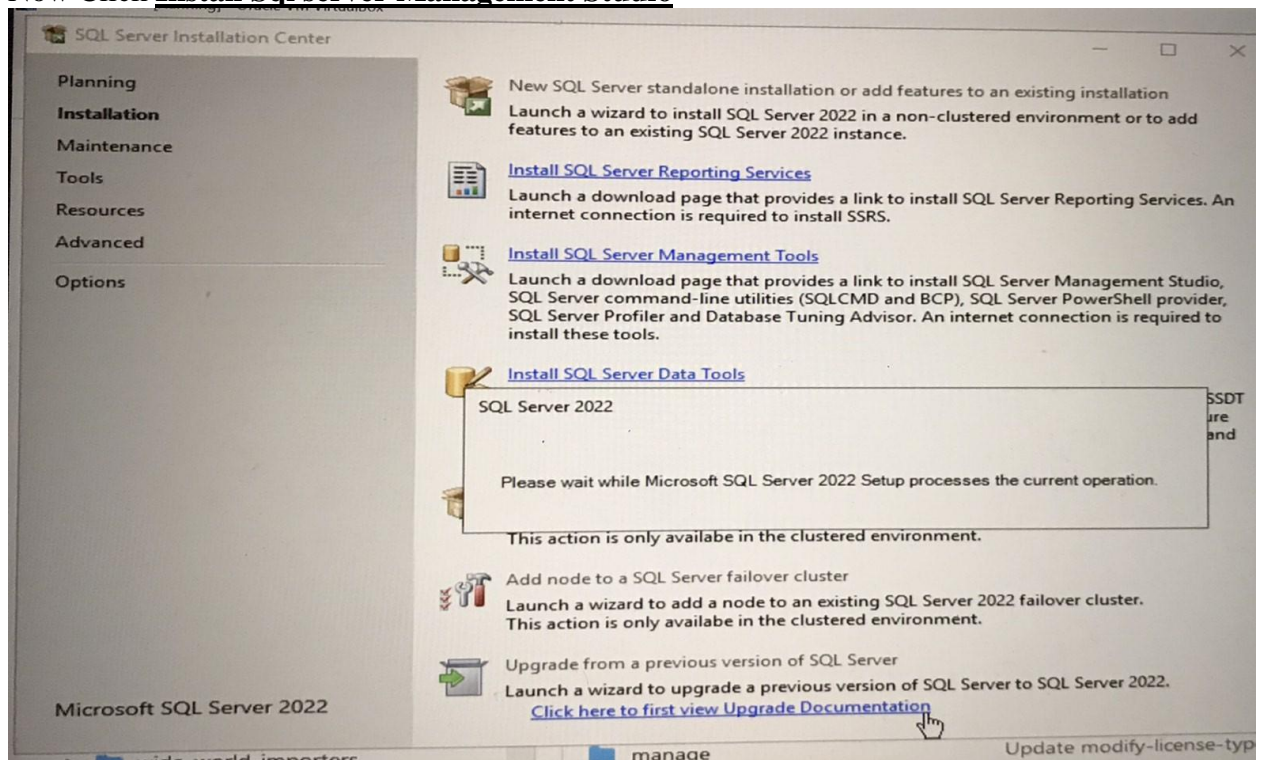 Now Click Install Sqlserver Management Studio
Oracle VM VirtualBox
SQL Server Installation Center
Planning
Installation
Maintenance
Tools
Resources
Advanced
Options
New SQL Server standalone installation or add features to an existing installation
Launch a wizard to install SQL Server 2022 in a non-clustered environment or to add
features to an existing SQL Server 2022 instance.
Install SQL Server Reporting Services
Launch a download page that provides a link to install SQL Server Reporting Services. An
internet connection is required to install SSRS.
Install SQL Server Management Tools
Launch a download page that provides a link to install SQL Server Management Studio,
SQL Server command-line utilities (SQLCMD and BCP), SQL Server PowerShell provider,
SQL Server Profiler and Database Tuning Advisor. An internet connection is required to
install these tools.
Install SQL Server Data Tools
SSDT
and
SQL Server 2022
Please wait while Microsoft SQL Server 2022 Setup processes the current operation.
This action is only availabe in the clustered environment.
Add node to a SQL Server failover cluster
Launch a wizard to add a node to an existing SQL Server 2022 failover cluster.
This action is only availabe in the clustered environment.
Upgrade from a previous version of SQL Server
Launch a wizard to upgrade a previous version of SQL Server to SQL Server 2022.
Click here to first view Upgrade Documentation
Microsoft SQL Server 2022
manage
Update modify-license-typ